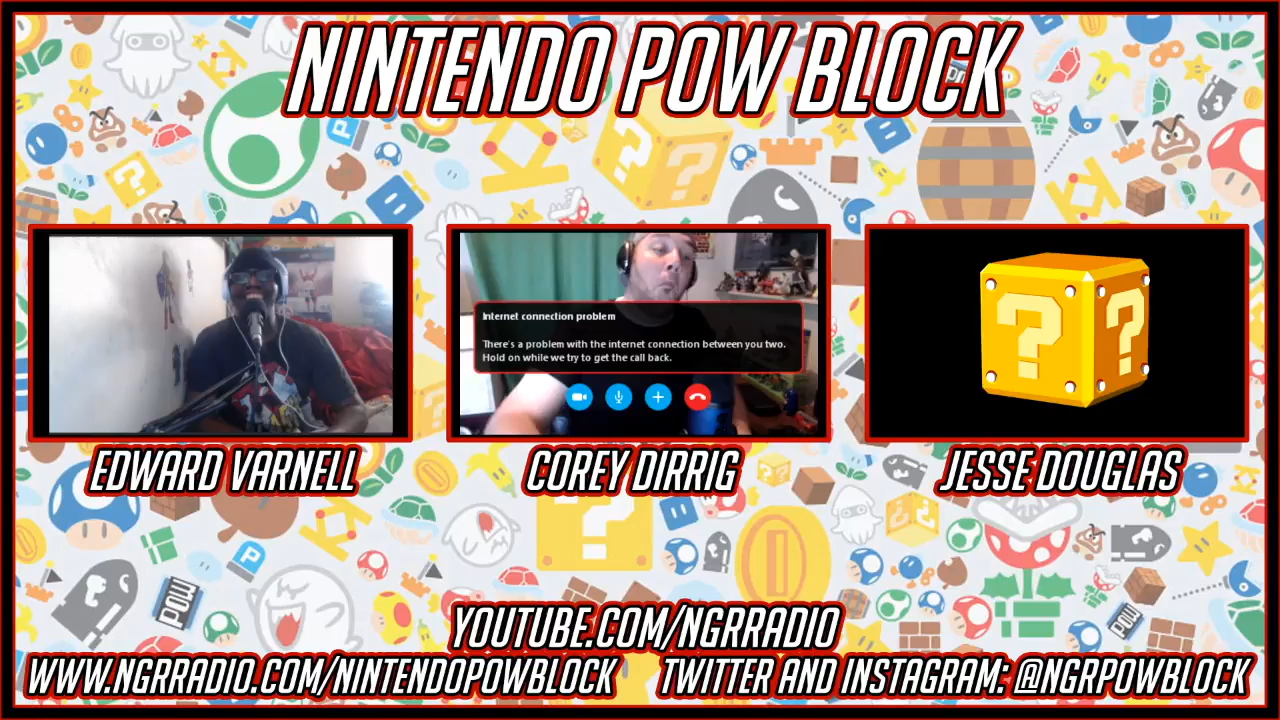 NINTENDO POW BLOCK
Internet connection problem
There's a problem with the internet connection between you two.
Hold on while we try to get the call back.
EDWARD VARNELL
COREY DIRRIG
JESSE DOUGLAS
YOUTUBE.COM/NGRRADIO
WWW.NGRRADIO.COM/NINTENDOPOWBLOCK
TWITTER AND INSTAGRAM: @NGRPOWBLOCK
POW
POW